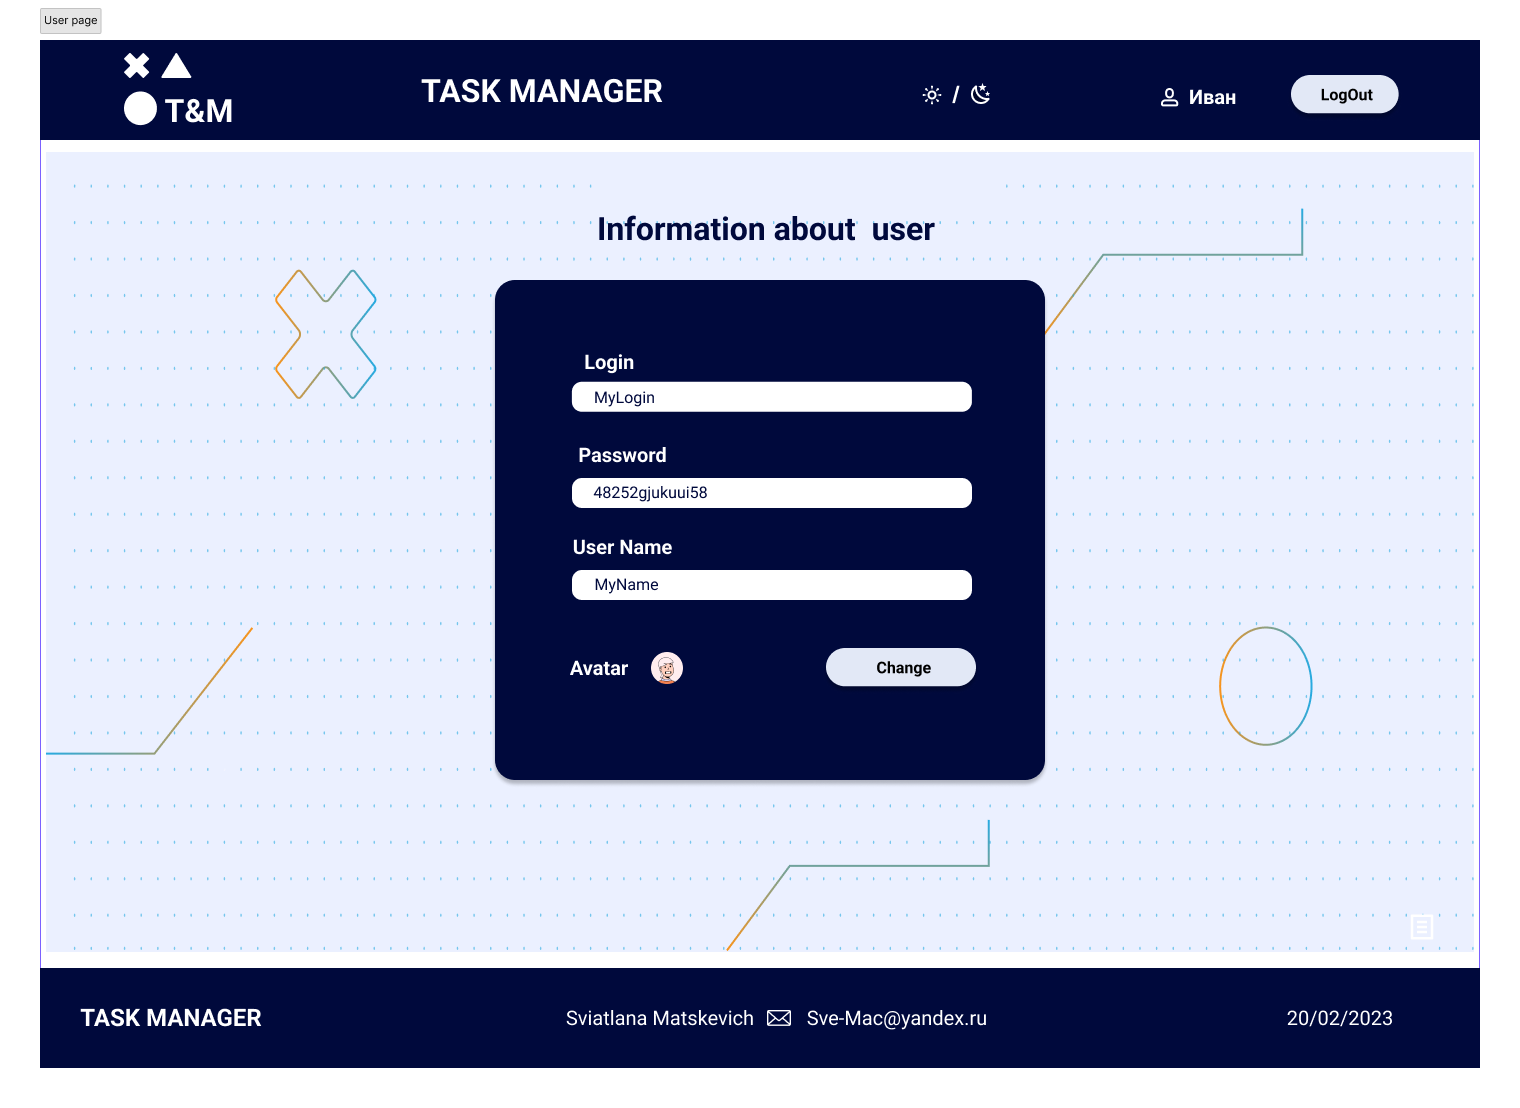 User page
T&M
TASK MANAGER
/
Иван
LogOut
Information about user
Login
MyLogin
Password
48252gjukuui58
User Name
MyName
Avatar
Change
TASK MANAGER
Sviatlana Matskevich
Sve-Mac@yandex.ru
20/02/2023